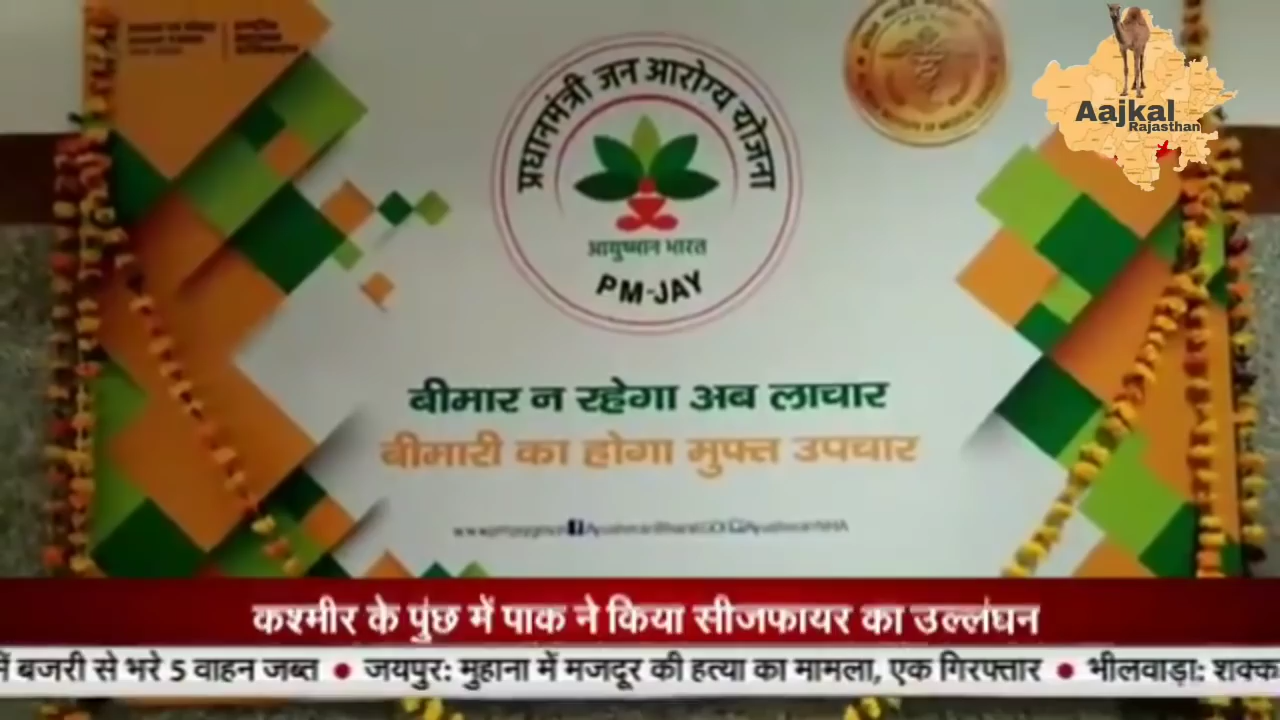 प्रधानमंत्री जन आरोग्य योजना
आयुष्मान भारत
PM-JAY
Aajkal
Rajasthan
बीमार न रहेगा अब लाचार
बीमारी का होगा मुफ्त उपचार
कश्मीर के पुंछ में पाक ने किया सीजफायर का उल्लंघन
में बजरी से भरे 5 वाहन जब्त • जयपुर: मुहाना में मजदूर की हत्या का मामला, एक गिरफ्तार • भीलवाड़ा: शक्क